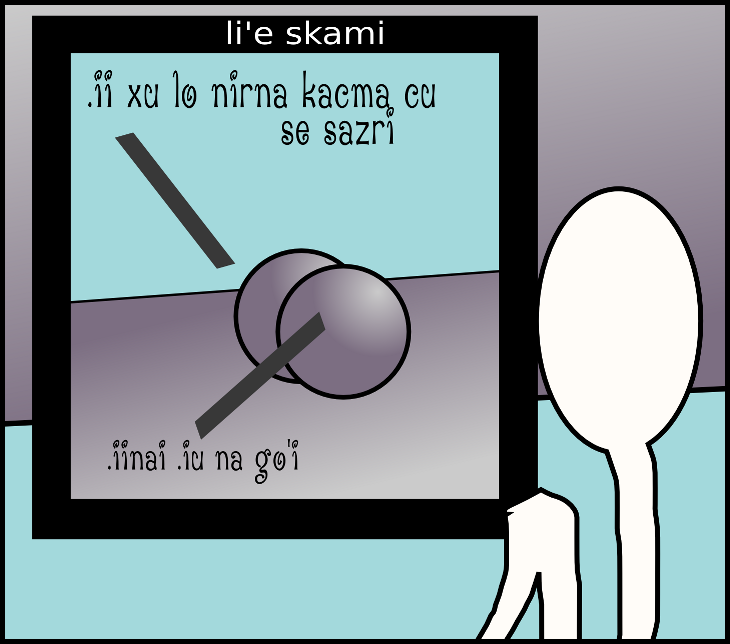 li'e skami
.ii xu lo nirna kacma cu
se sazri
.iinai .iu na go'i